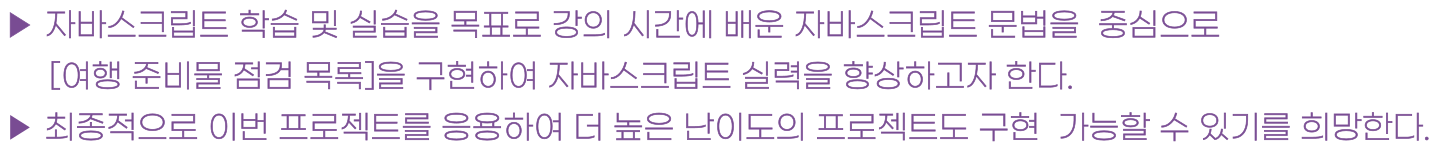 ▶ 자바스크립트 학습 및 실습을 목표로 강의 시간에 배운 자바스크립트 문법을 중심으로
[여행 준비물 점검 목록]을 구현하여 자바스크립트 실력을 향상하고자 한다.
▶ 최종적으로 이번 프로젝트를 응용하여 더 높은 난이도의 프로젝트도 구현 가능할 수 있기를 희망한다.